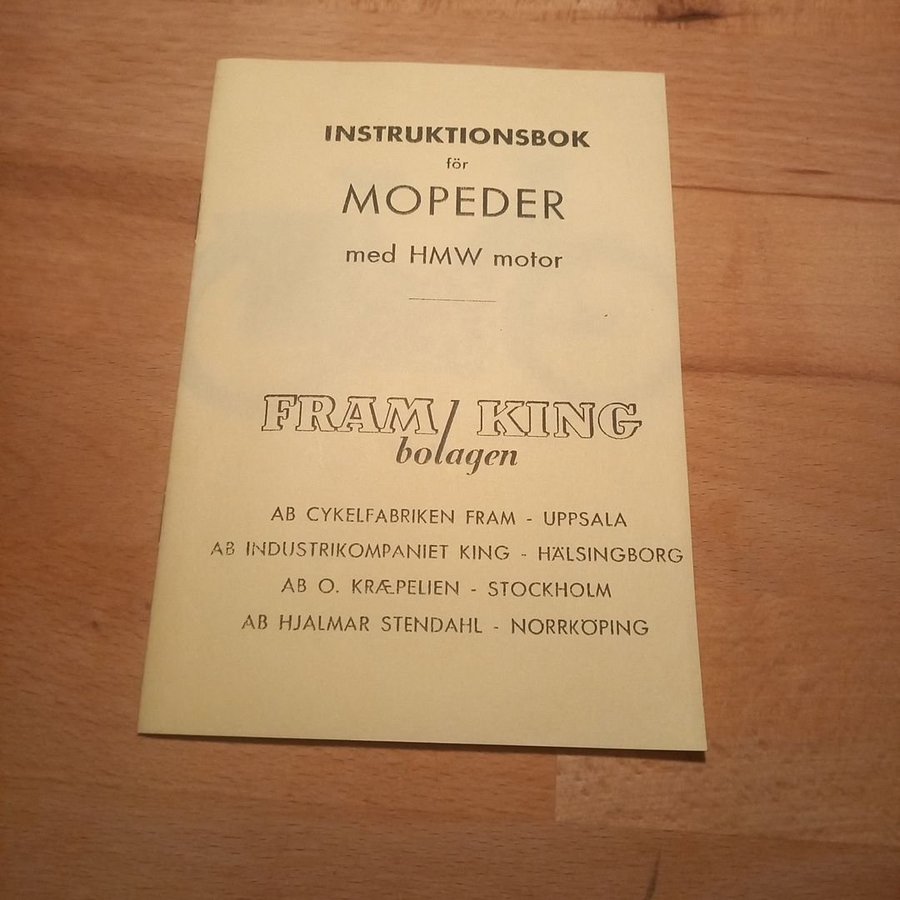 INSTRUKTIONSBOK
för
MOPEDER
med HMW motor
FRAM/KING
bolagen
AB CYKELFABRIKEN FRAM - UPPSALA
AB INDUSTRIKOMPANIET KING - HÄLSINGBORG
AB O. KRÆPELIEN - STOCKHOLM
AB HJALMAR STENDAHL - NORRKÖPING